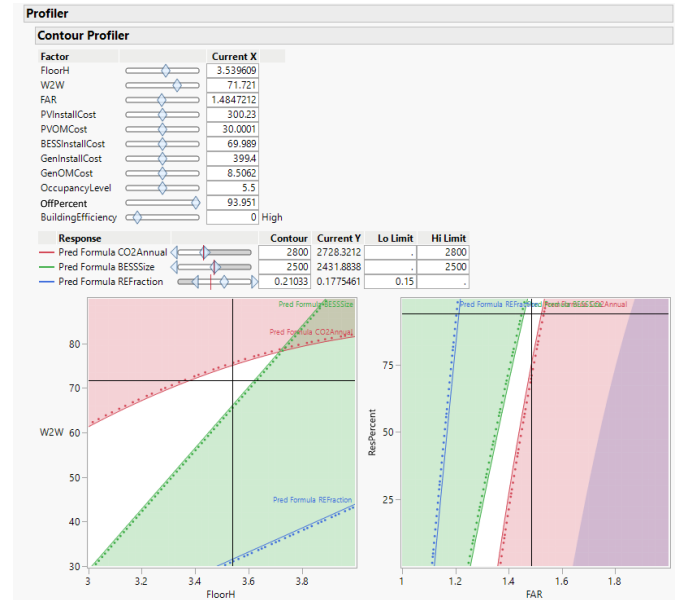 Profiler
Contour Profiler
Factor Current X
FloorH 3.539609
W2W 71.721
FAR 1.4847212
PVInstallCost 300.23
PVOMCost 30.0001
BESSInstallCost 69.989
GenInstallCost 399.4
GenOMCost 8.5062
OccupancyLevel 5.5
OffPercent 93.951
BuildingEfficiency 0 High
Response Contour Current Y Lo Limit Hi Limit
Pred Formula CO2Annual 2800 2728.3212 . 2800
Pred Formula BESSSize 2500 2431.8838 . 2500
Pred Formula REFraction 0.21033 0.1775461 0.15 .
Pred Formula BESSSize
Pred Formula CO2Annual
Pred Formula REFraction
80
70
W2W 60
50
40
30
3 3.2 3.4 3.6 3.8
FloorH
Pred Formula CO2Annual
75
ResPercent 50
25
1 1.2 1.4 1.6 1.8
FAR